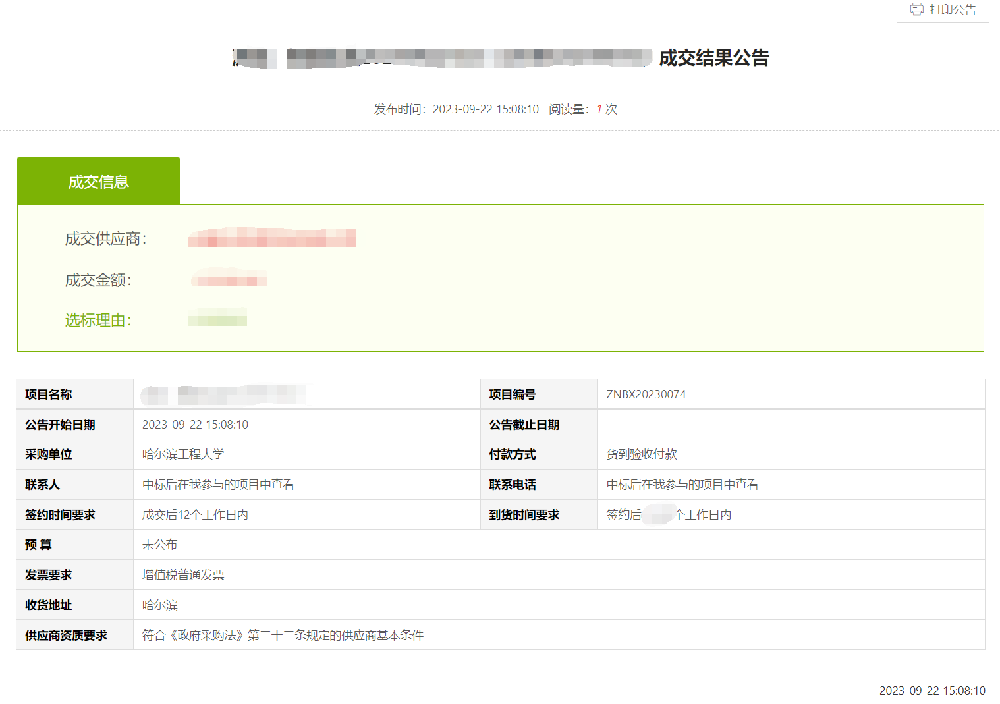 打印公告
成交结果公告
发布时间：2023-09-22 15:08:10 阅读量：1 次
成交信息
成交供应商：
成交金额：
选标理由：
项目名称 项目编号 ZNBX20230074
公告开始日期 2023-09-22 15:08:10 公告截止日期
采购单位 哈尔滨工程大学 付款方式 货到验收付款
联系人 中标后在我参与的项目中查看 联系电话 中标后在我参与的项目中查看
签约时间要求 成交后12个工作日内 到货时间要求 签约后 个工作日内
预 算 未公布
发票要求 增值税普通发票
收货地址 哈尔滨
供应商资质要求 符合《政府采购法》第二十二条规定的供应商基本条件
2023-09-22 15:08:10